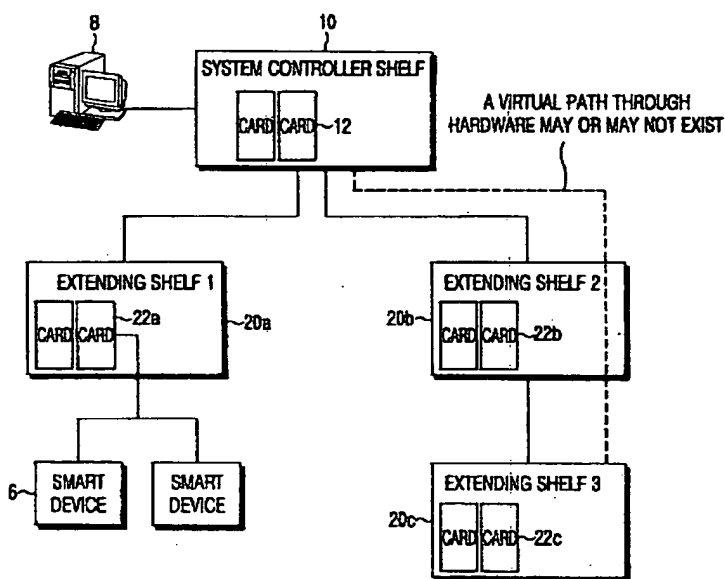 8
10
SYSTEM CONTROLLER SHELF
CARD CARD 12
A VIRTUAL PATH THROUGH
HARDWARE MAY OR MAY NOT EXIST
EXTENDING SHELF 1
CARD CARD 22a
20a
EXTENDING SHELF 2
20b
CARD CARD 22b
6
SMART
DEVICE
SMART
DEVICE
EXTENDING SHELF 3
20c
CARD CARD 22c